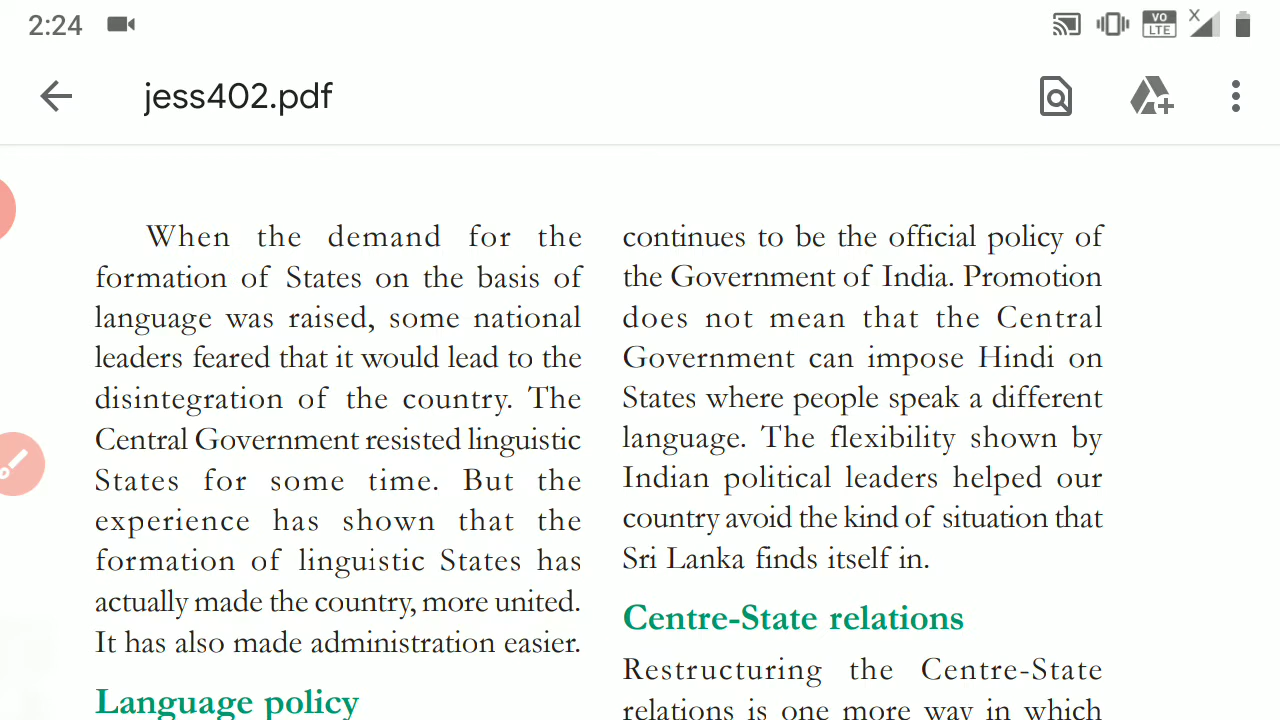 2:24
VO
LTE
X
jess402.pdf
When the demand for the
formation of States on the basis of
language was raised, some national
leaders feared that it would lead to the
disintegration of the country. The
Central Government resisted linguistic
States for some time. But the
experience has shown that the
formation of linguistic States has
actually made the country, more united.
It has also made administration easier.
Language policy
continues to be the official policy of
the Government of India. Promotion
does not mean that the Central
Government can impose Hindi on
States where people speak a different
language. The flexibility shown by
Indian political leaders helped our
country avoid the kind of situation that
Sri Lanka finds itself in.
Centre-State relations
Restructuring the Centre-State
relations is one more way in which